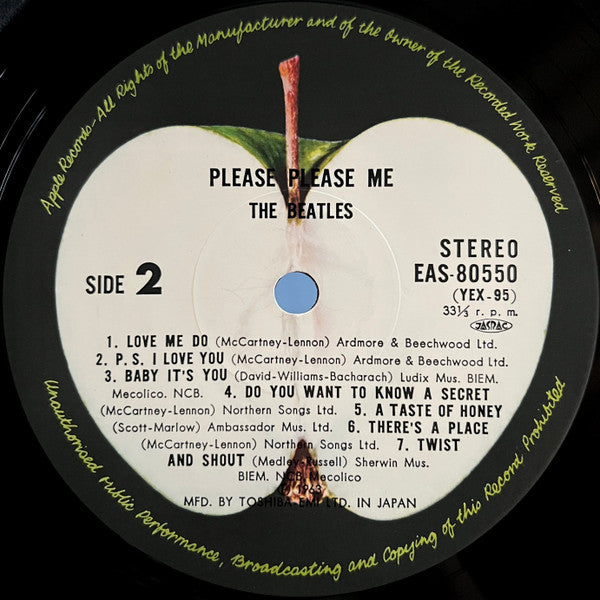 Apple Records-All Rights of the Manufacturer and of the Owner of the Recorded Work Reserved
PLEASE PLEASE ME
THE BEATLES
SIDE 2
STEREO
EAS-80550
(YEX-95)
33⅓ r. p. m.
JASRAC
1. LOVE ME DO (McCartney-Lennon) Ardmore & Beechwood Ltd.
2. P. S. I LOVE YOU (McCartney-Lennon) Ardmore & Beechwood Ltd.
3. BABY IT'S YOU (David-Williams-Bacharach) Ludix Mus. BIEM.
Mecolico. NCB. 4. DO YOU WANT TO KNOW A SECRET
(McCartney-Lennon) Northern Songs Ltd. 5. A TASTE OF HONEY
(Scott-Marlow) Ambassador Mus. Ltd. 6. THERE'S A PLACE
(McCartney-Lennon) Northern Songs Ltd. 7. TWIST
AND SHOUT (Medley-Russell) Sherwin Mus.
BIEM. NCB. Mecolico
1963
MFD. BY TOSHIBA-EMI LTD. IN JAPAN
Unauthorised Public Performance, Broadcasting and Copying of this Record Prohibited